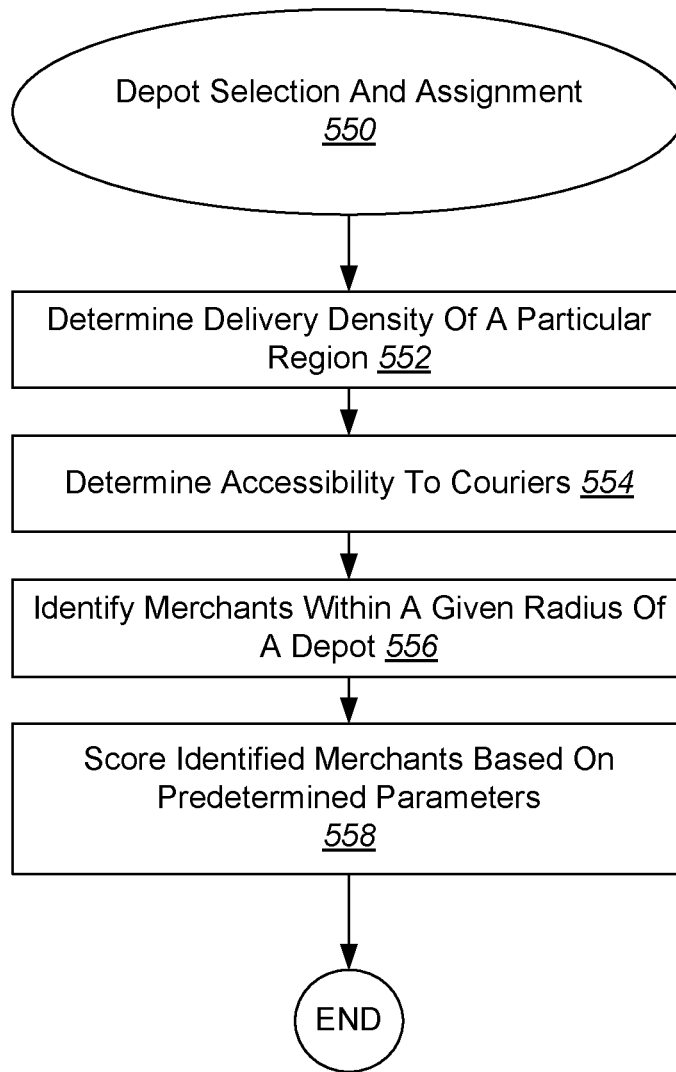 Depot Selection And Assignment
550
Determine Delivery Density Of A Particular
Region 552
Determine Accessibility To Couriers 554
Identify Merchants Within A Given Radius Of
A Depot 556
Score Identified Merchants Based On
Predetermined Parameters
558
END